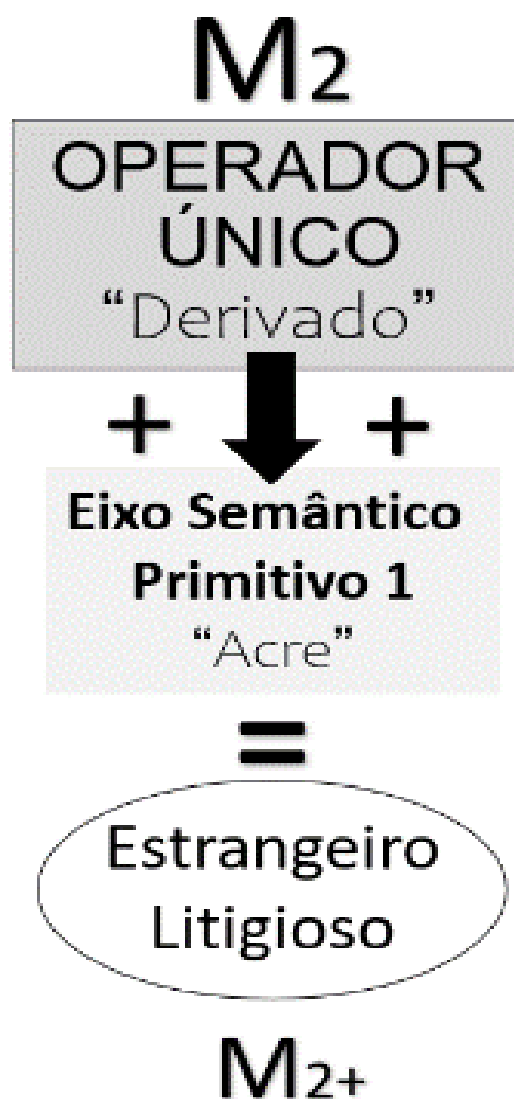 M2
OPERADOR
ÚNICO
“Derivado”
+ +
Eixo Semântico
Primitivo 1
“Acre”
=
Estrangeiro
Litigioso
M2+